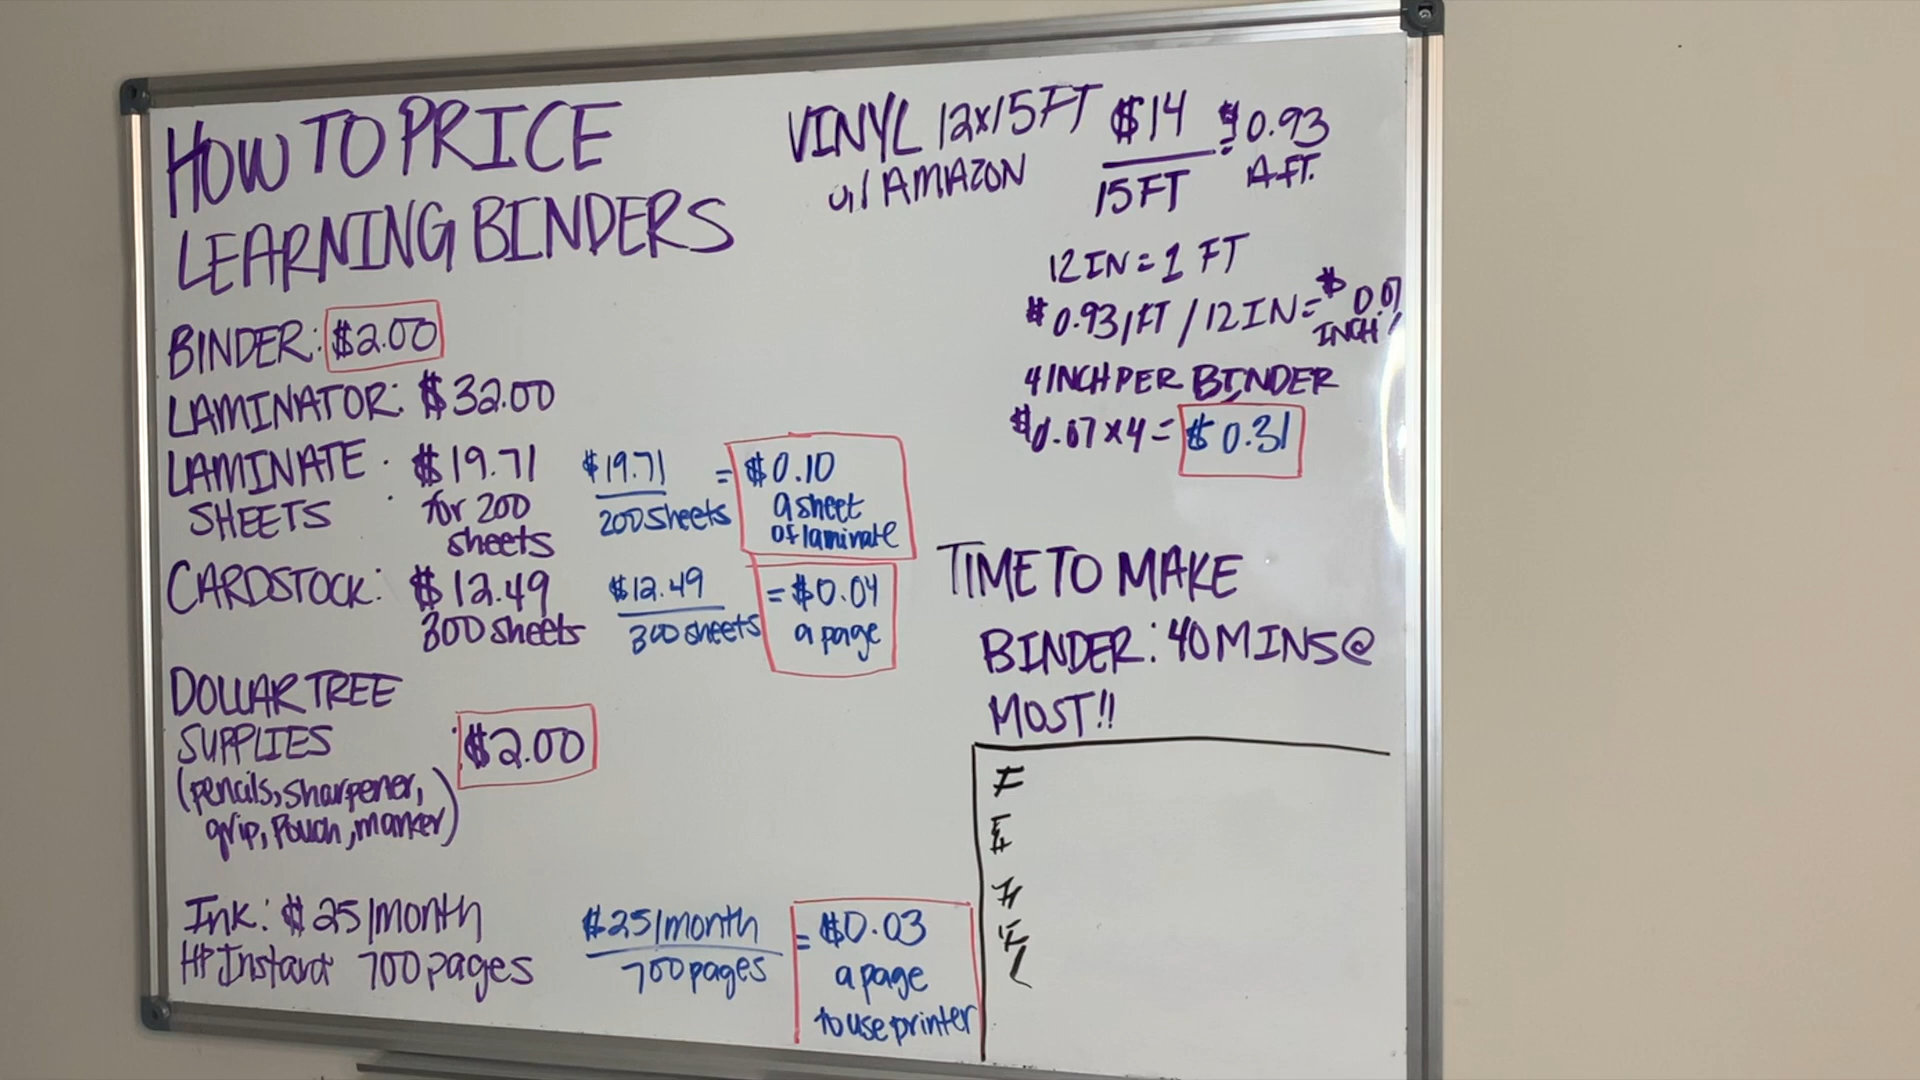 HOW TO PRICE
LEARNING BINDERS
BINDER: $2.00
LAMINATOR: $32.00
LAMINATE SHEETS : $19.71 for 200 sheets
$19.71 / 200 sheets = $0.10 a sheet of laminate
CARDSTOCK: $12.49 300 sheets
$12.49 / 300 sheets = $0.04 a page
DOLLAR TREE
SUPPLIES : $2.00
(pencils, sharpener,
grip, pouch, marker)
Ink: $25/month
HP Instant 700 pages
$25/month / 700 pages = $0.03 a page to use printer
VINYL 12x15FT
w/ AMAZON
$14 / 15 FT = $0.93 A FT.
12 IN = 1 FT
$0.93/FT / 12 IN = $0.07 INCH
4 INCH PER BINDER
$0.07 x 4 = $0.31
TIME TO MAKE
BINDER: 40 MINS @
MOST!!